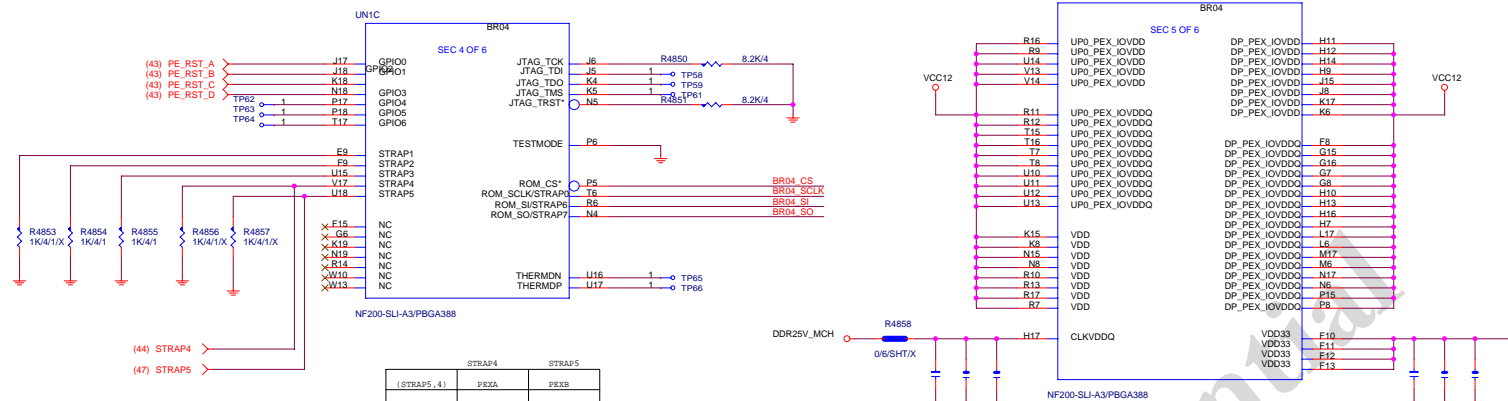 UN1C
BR04
SEC 4 OF 6
(43) PE_RST_A
(43) PE_RST_B
(43) PE_RST_C
(43) PE_RST_D
J17 GPIO0
J18 GPIO1
GPIO2
K18
N18 GPIO3
TP62 1 P17 GPIO4
TP63 1 P18 GPIO5
TP64 1 T17 GPIO6
E9 STRAP1
F9 STRAP2
U15 STRAP3
V17 STRAP4
U18 STRAP5
F15 NC
G6 NC
K19 NC
N19 NC
R14 NC
W10 NC
W13 NC
JTAG_TCK J6 R4850 8.2K/4
JTAG_TDI J5 1 TP58
JTAG_TDO K4 1 TP59
JTAG_TMS K5 1 TP61
JTAG_TRST* N5 R4851 8.2K/4
TESTMODE P6
ROM_CS* P5 BR04_CS
ROM_SCLK/STRAP0 T6 BR04_SCLK
ROM_SI/STRAP6 R6 BR04_SI
ROM_SO/STRAP7 N4 BR04_SO
THERMDN U16 1 TP65
THERMDP U17 1 TP66
NF200-SLI-A3/PBGA388
R4853
1K/4/1/X
R4854
1K/4/1
R4855
1K/4/1
R4856
1K/4/1/X
R4857
1K/4/1/X
(44) STRAP4
(47) STRAP5
STRAP4 STRAP5
(STRAP5,4) PEXA PEXB
BR04
SEC 5 OF 6
VCC12
R16 UP0_PEX_IOVDD
R9 UP0_PEX_IOVDD
U14 UP0_PEX_IOVDD
V13 UP0_PEX_IOVDD
V14 UP0_PEX_IOVDD
R11 UP0_PEX_IOVDDQ
R12 UP0_PEX_IOVDDQ
T15 UP0_PEX_IOVDDQ
T16 UP0_PEX_IOVDDQ
T7 UP0_PEX_IOVDDQ
T8 UP0_PEX_IOVDDQ
U10 UP0_PEX_IOVDDQ
U11 UP0_PEX_IOVDDQ
U12 UP0_PEX_IOVDDQ
U13 UP0_PEX_IOVDDQ
K15 VDD
K8 VDD
N15 VDD
N8 VDD
R10 VDD
R13 VDD
R17 VDD
R7 VDD
DDR25V_MCH
R4858
0/6/SHT/X
H17 CLKVDDQ
DP_PEX_IOVDD H11
DP_PEX_IOVDD H12
DP_PEX_IOVDD H14
DP_PEX_IOVDD H9
DP_PEX_IOVDD J15
DP_PEX_IOVDD J8
DP_PEX_IOVDD K17
DP_PEX_IOVDD K6
VCC12
DP_PEX_IOVDDQ F8
DP_PEX_IOVDDQ G15
DP_PEX_IOVDDQ G16
DP_PEX_IOVDDQ G7
DP_PEX_IOVDDQ G8
DP_PEX_IOVDDQ H10
DP_PEX_IOVDDQ H13
DP_PEX_IOVDDQ H16
DP_PEX_IOVDDQ H7
DP_PEX_IOVDDQ L17
DP_PEX_IOVDDQ L6
DP_PEX_IOVDDQ M17
DP_PEX_IOVDDQ M6
DP_PEX_IOVDDQ N17
DP_PEX_IOVDDQ N6
DP_PEX_IOVDDQ P15
DP_PEX_IOVDDQ P8
VDD33 F10
VDD33 F11
VDD33 F12
VDD33 F13
NF200-SLI-A3/PBGA388
ential